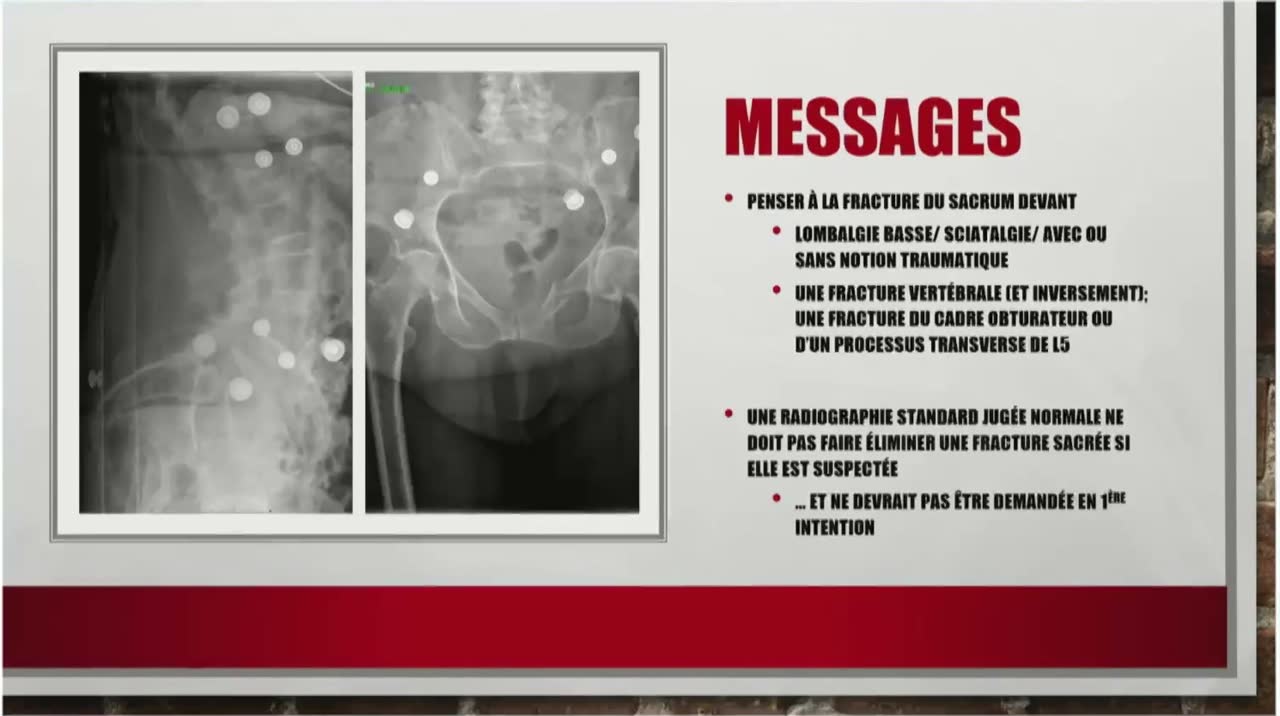 MESSAGES
• PENSER À LA FRACTURE DU SACRUM DEVANT
• LOMBALGIE BASSE/ SCIATALGIE/ AVEC OU
SANS NOTION TRAUMATIQUE
• UNE FRACTURE VERTÉBRALE (ET INVERSEMENT);
UNE FRACTURE DU CADRE OBTURATEUR OU
D'UN PROCESSUS TRANSVERSE DE L5
• UNE RADIOGRAPHIE STANDARD JUGÉE NORMALE NE
DOIT PAS FAIRE ÉLIMINER UNE FRACTURE SACRÉE SI
ELLE EST SUSPECTÉE
• ... ET NE DEVRAIT PAS ÊTRE DEMANDÉE EN 1ÈRE
INTENTION